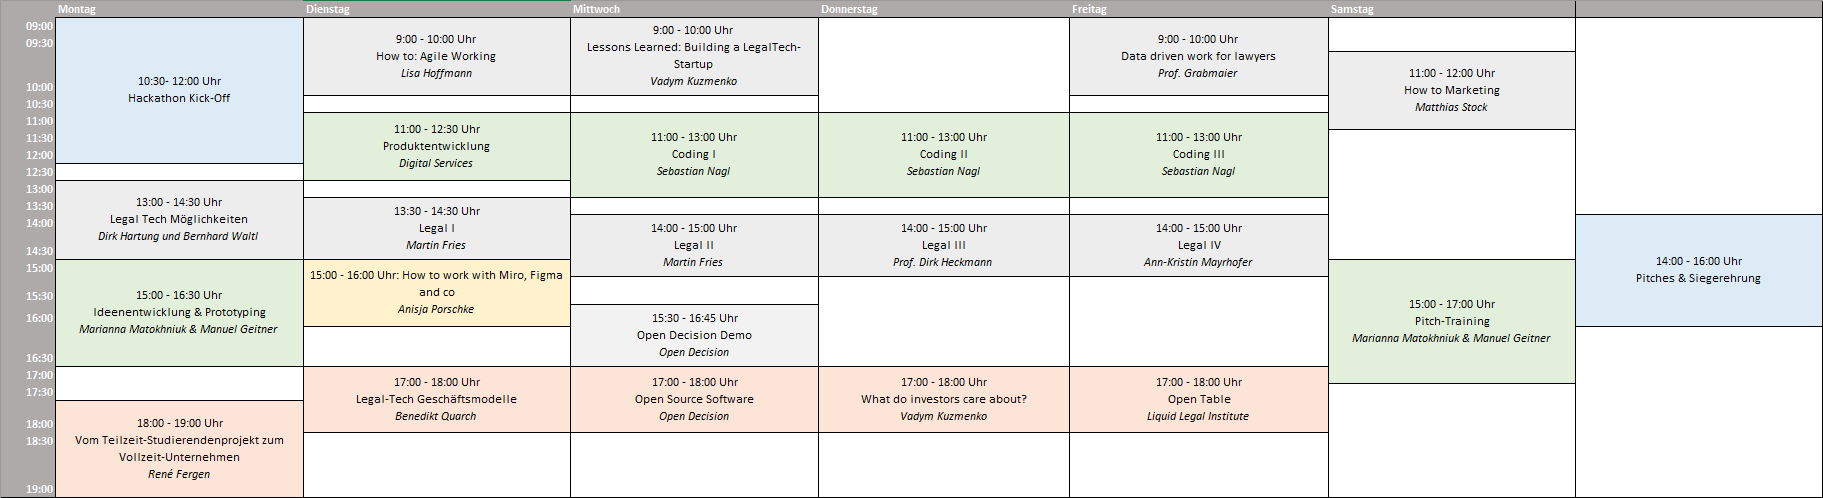 Montag
Dienstag
Mittwoch
Donnerstag
Freitag
Samstag
09:00
09:30
10:00
10:30
11:00
11:30
12:00
12:30
13:00
13:30
14:00
14:30
15:00
15:30
16:00
16:30
17:00
17:30
18:00
18:30
19:00
10:30- 12:00 Uhr
Hackathon Kick-Off
13:00 - 14:30 Uhr
Legal Tech Möglichkeiten
Dirk Hartung und Bernhard Waltl
15:00 - 16:30 Uhr
Ideenentwicklung & Prototyping
Marianna Matokhniuk & Manuel Geitner
18:00 - 19:00 Uhr
Vom Teilzeit-Studierendenprojekt zum
Vollzeit-Unternehmen
René Fergen
9:00 - 10:00 Uhr
How to: Agile Working
Lisa Hoffmann
11:00 - 12:30 Uhr
Produktentwicklung
Digital Services
13:30 - 14:30 Uhr
Legal I
Martin Fries
15:00 - 16:00 Uhr: How to work with Miro, Figma
and co
Anisja Porschke
17:00 - 18:00 Uhr
Legal-Tech Geschäftsmodelle
Benedikt Quarch
9:00 - 10:00 Uhr
Lessons Learned: Building a LegalTech-
Startup
Vadym Kuzmenko
11:00 - 13:00 Uhr
Coding I
Sebastian Nagl
14:00 - 15:00 Uhr
Legal II
Martin Fries
15:30 - 16:45 Uhr
Open Decision Demo
Open Decision
17:00 - 18:00 Uhr
Open Source Software
Open Decision
11:00 - 13:00 Uhr
Coding II
Sebastian Nagl
14:00 - 15:00 Uhr
Legal III
Prof. Dirk Heckmann
17:00 - 18:00 Uhr
What do investors care about?
Vadym Kuzmenko
9:00 - 10:00 Uhr
Data driven work for lawyers
Prof. Grabmaier
11:00 - 13:00 Uhr
Coding III
Sebastian Nagl
14:00 - 15:00 Uhr
Legal IV
Ann-Kristin Mayrhofer
17:00 - 18:00 Uhr
Open Table
Liquid Legal Institute
11:00 - 12:00 Uhr
How to Marketing
Matthias Stock
15:00 - 17:00 Uhr
Pitch-Training
Marianna Matokhniuk & Manuel Geitner
14:00 - 16:00 Uhr
Pitches & Siegerehrung